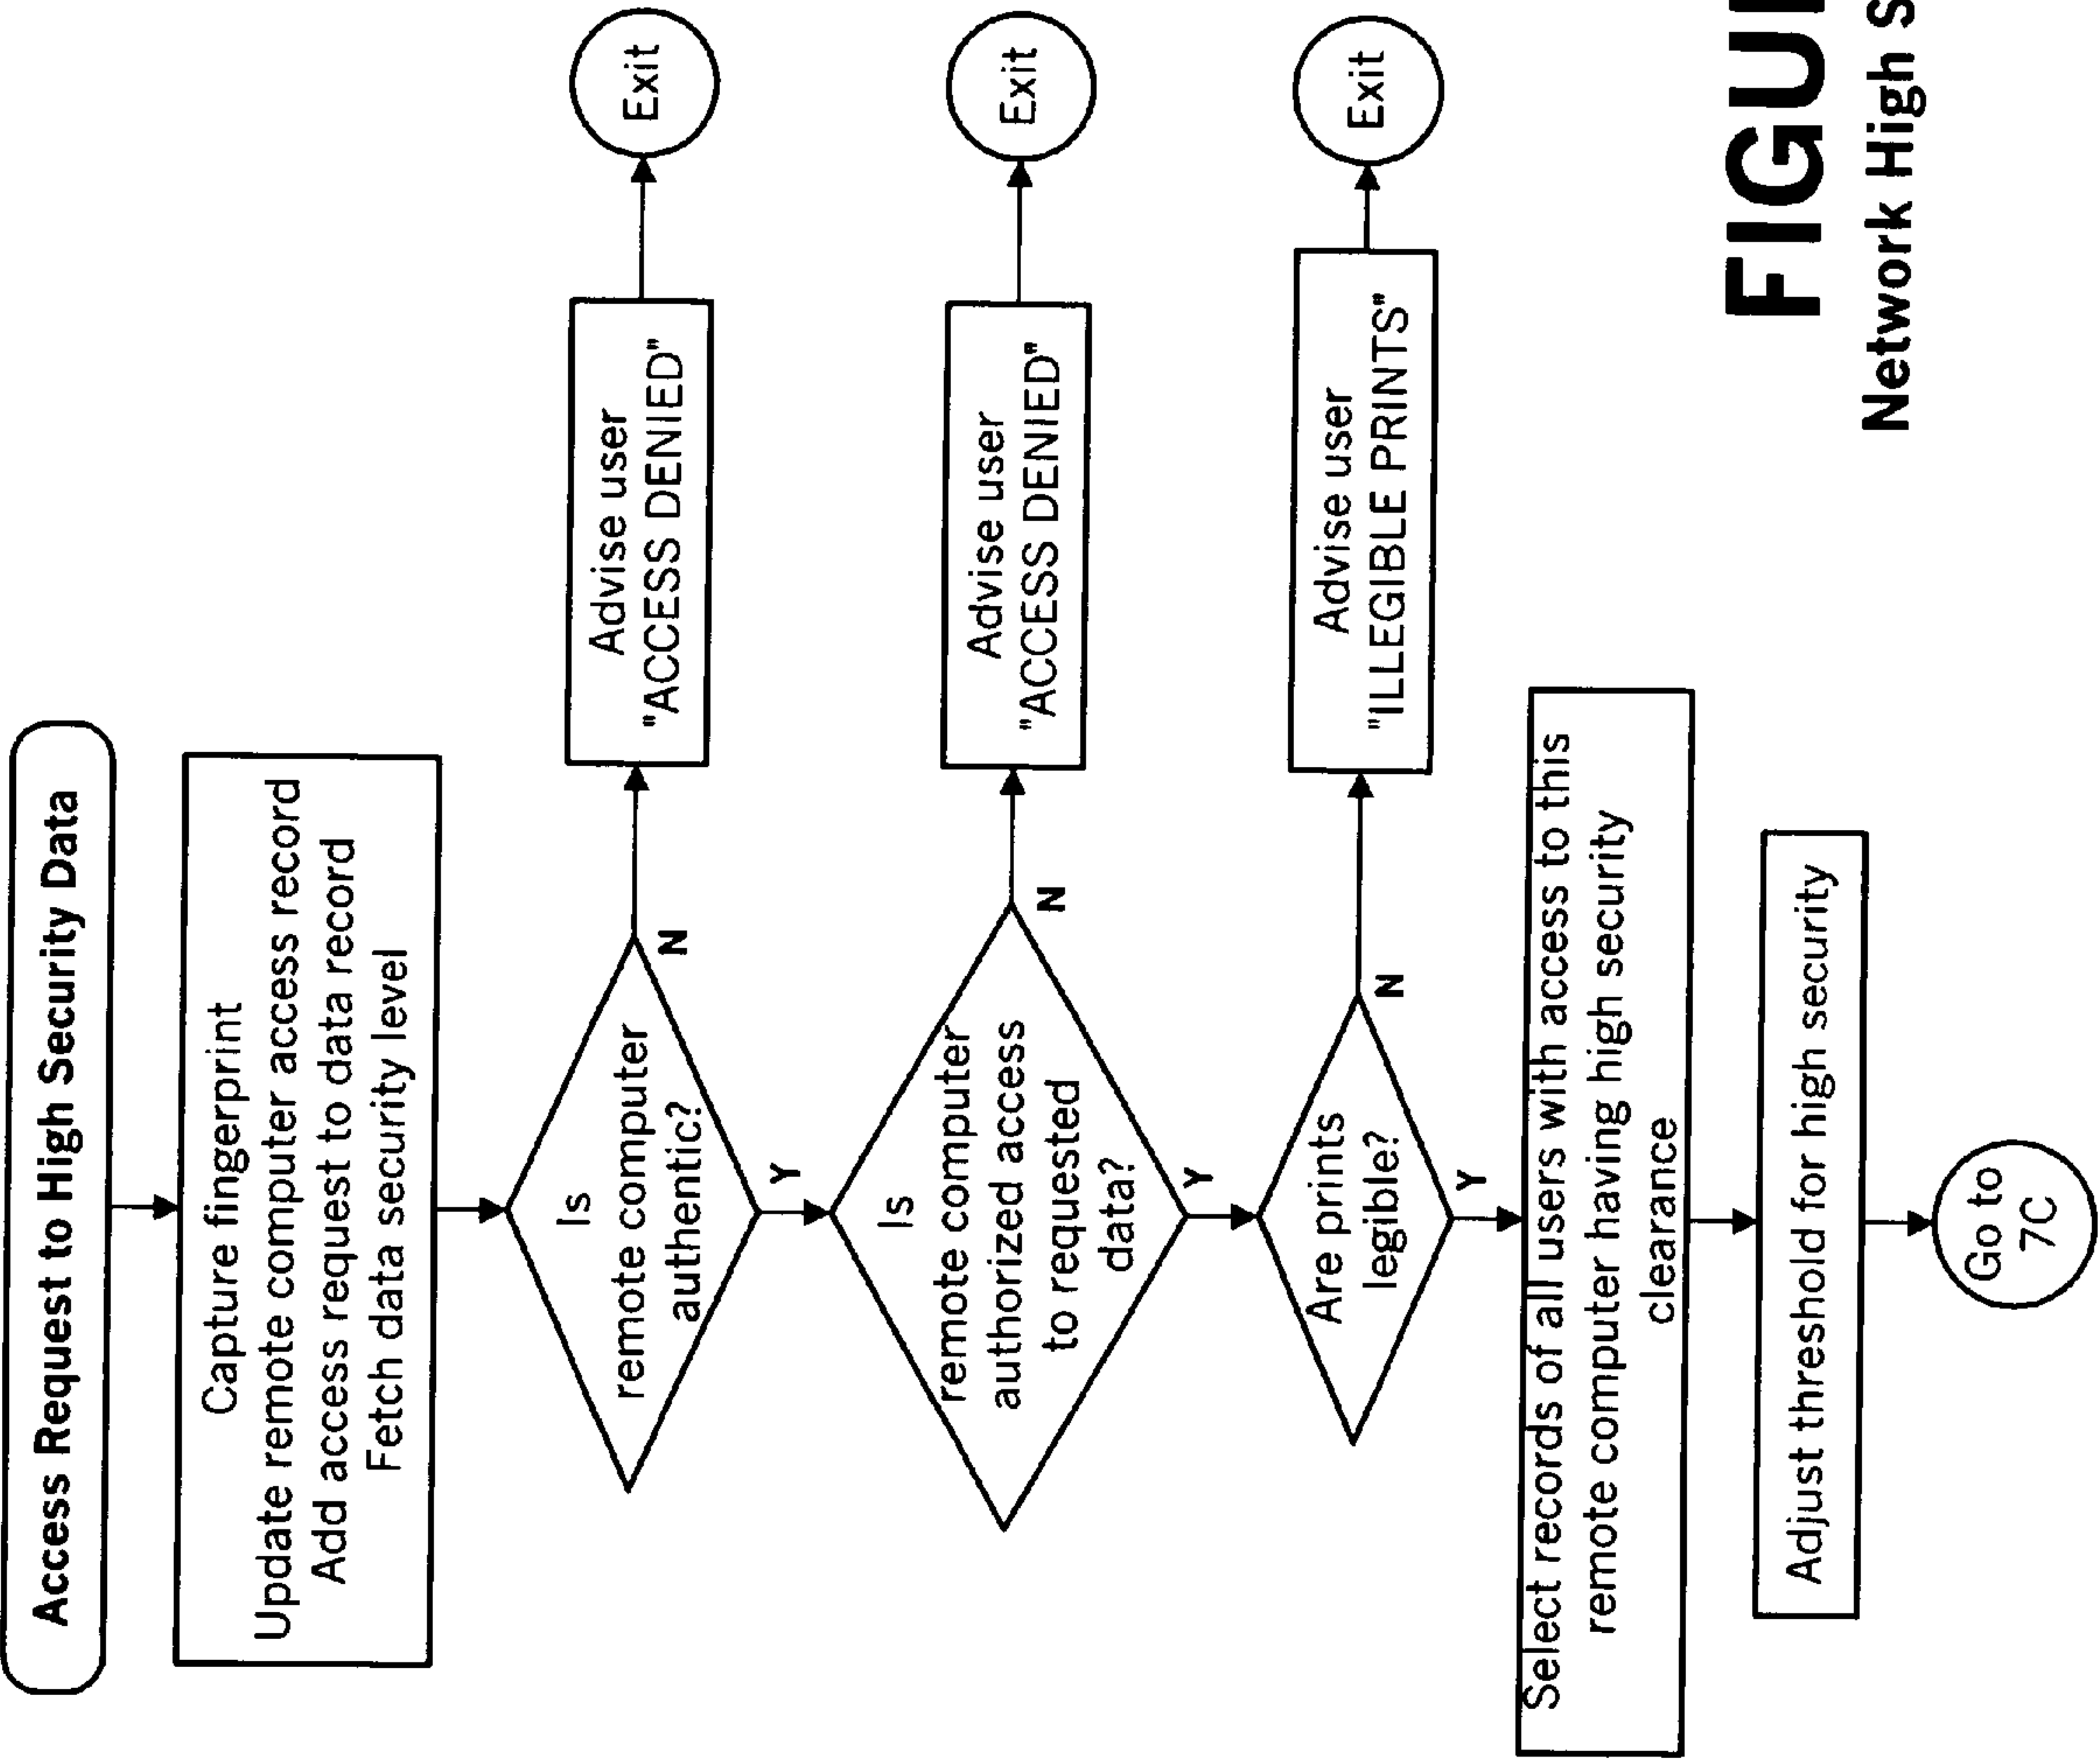 Access Request to High Security Data
Capture fingerprint
Update remote computer access record
Add access request to data record
Fetch data security level
Is
remote computer
authentic?
N
Advise user
"ACCESS DENIED"
Exit
Y
Is
remote computer
authorized access
to requested
data?
N
Advise user
"ACCESS DENIED"
Exit
Y
Are prints
legible?
N
Advise user
"ILLEGIBLE PRINTS"
Exit
Y
Select records of all users with access to this
remote computer having high security
clearance
Adjust threshold for high security
Go to
7C
Network High